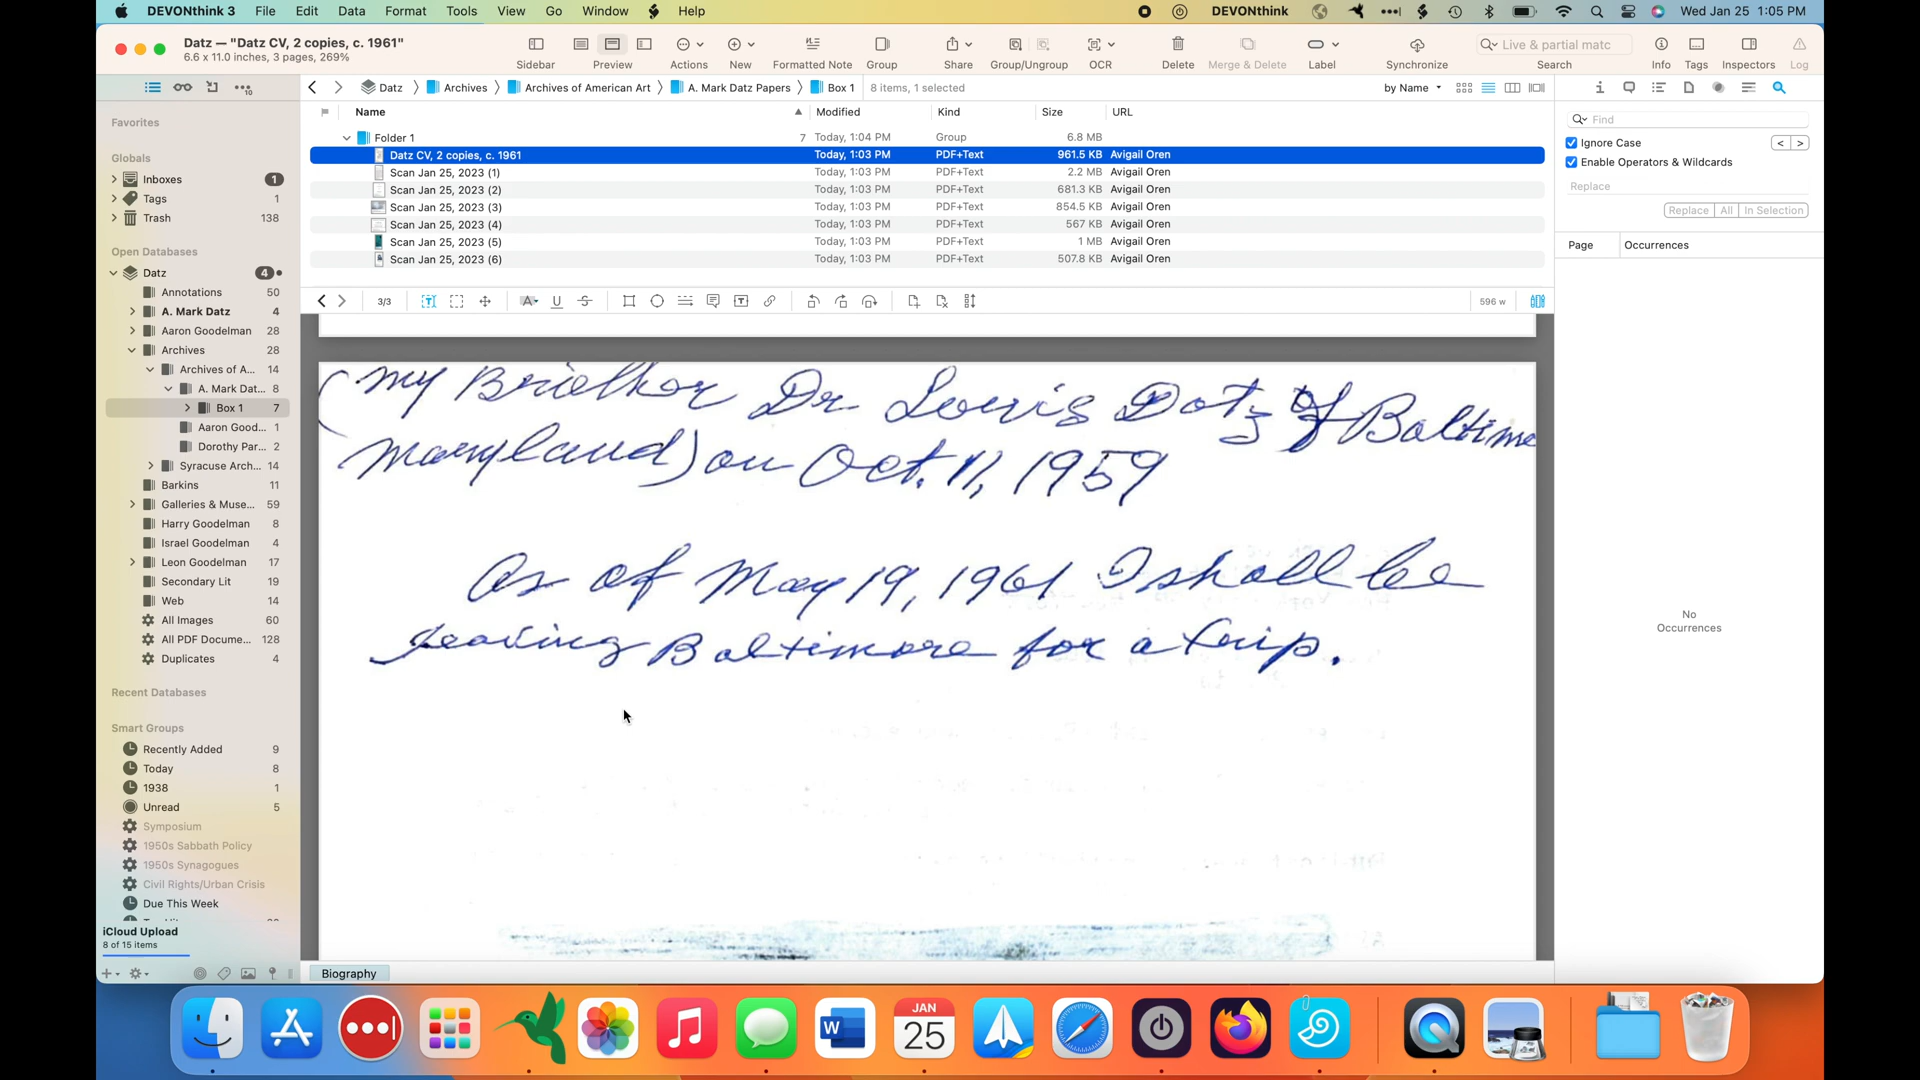 DEVONthink 3 File Edit Data Format Tools View Go Window Help DEVONthink Wed Jan 25 1:05 PM
Datz — "Datz CV, 2 copies, c. 1961"
6.6 x 11.0 inches, 3 pages, 269%
Sidebar Preview Actions New Formatted Note Group Share Group/Ungroup OCR Delete Merge & Delete Label Synchronize Live & partial matc Search Info Tags Inspectors Log
Datz Archives Archives of American Art A. Mark Datz Papers Box 1 8 items, 1 selected by Name
Name Modified Kind Size URL
Folder 1 7 Today, 1:04 PM Group 6.8 MB
Datz CV, 2 copies, c. 1961 Today, 1:03 PM PDF+Text 961.5 KB Avigail Oren
Scan Jan 25, 2023 (1) Today, 1:03 PM PDF+Text 2.2 MB Avigail Oren
Scan Jan 25, 2023 (2) Today, 1:03 PM PDF+Text 681.3 KB Avigail Oren
Scan Jan 25, 2023 (3) Today, 1:03 PM PDF+Text 854.5 KB Avigail Oren
Scan Jan 25, 2023 (4) Today, 1:03 PM PDF+Text 567 KB Avigail Oren
Scan Jan 25, 2023 (5) Today, 1:03 PM PDF+Text 1 MB Avigail Oren
Scan Jan 25, 2023 (6) Today, 1:03 PM PDF+Text 507.8 KB Avigail Oren
3/3 596 w
Favorites
Globals
Inboxes 1
Tags 1
Trash 138
Open Databases
Datz 4
Annotations 50
A. Mark Datz 4
Aaron Goodelman 28
Archives 28
Archives of A... 14
A. Mark Dat... 8
Box 1 7
Aaron Good... 1
Dorothy Par... 2
Syracuse Arch... 14
Barkins 11
Galleries & Muse... 59
Harry Goodelman 8
Israel Goodelman 4
Leon Goodelman 17
Secondary Lit 19
Web 14
All Images 60
All PDF Docume... 128
Duplicates 4
Recent Databases
Smart Groups
Recently Added 9
Today 8
1938 1
Unread 5
Symposium
1950s Sabbath Policy
1950s Synagogues
Civil Rights/Urban Crisis
Due This Week
iCloud Upload
8 of 15 items
(My Briether Dr Louis Datz of Baltimo
Maryland) on Oct. 11, 1959
As of May 19, 1961 I shall be
leaving Baltimore for a trip.
Biography
Find
Ignore Case < >
Enable Operators & Wildcards
Replace
Replace All In Selection
Page Occurrences
No
Occurrences
W
JAN
25